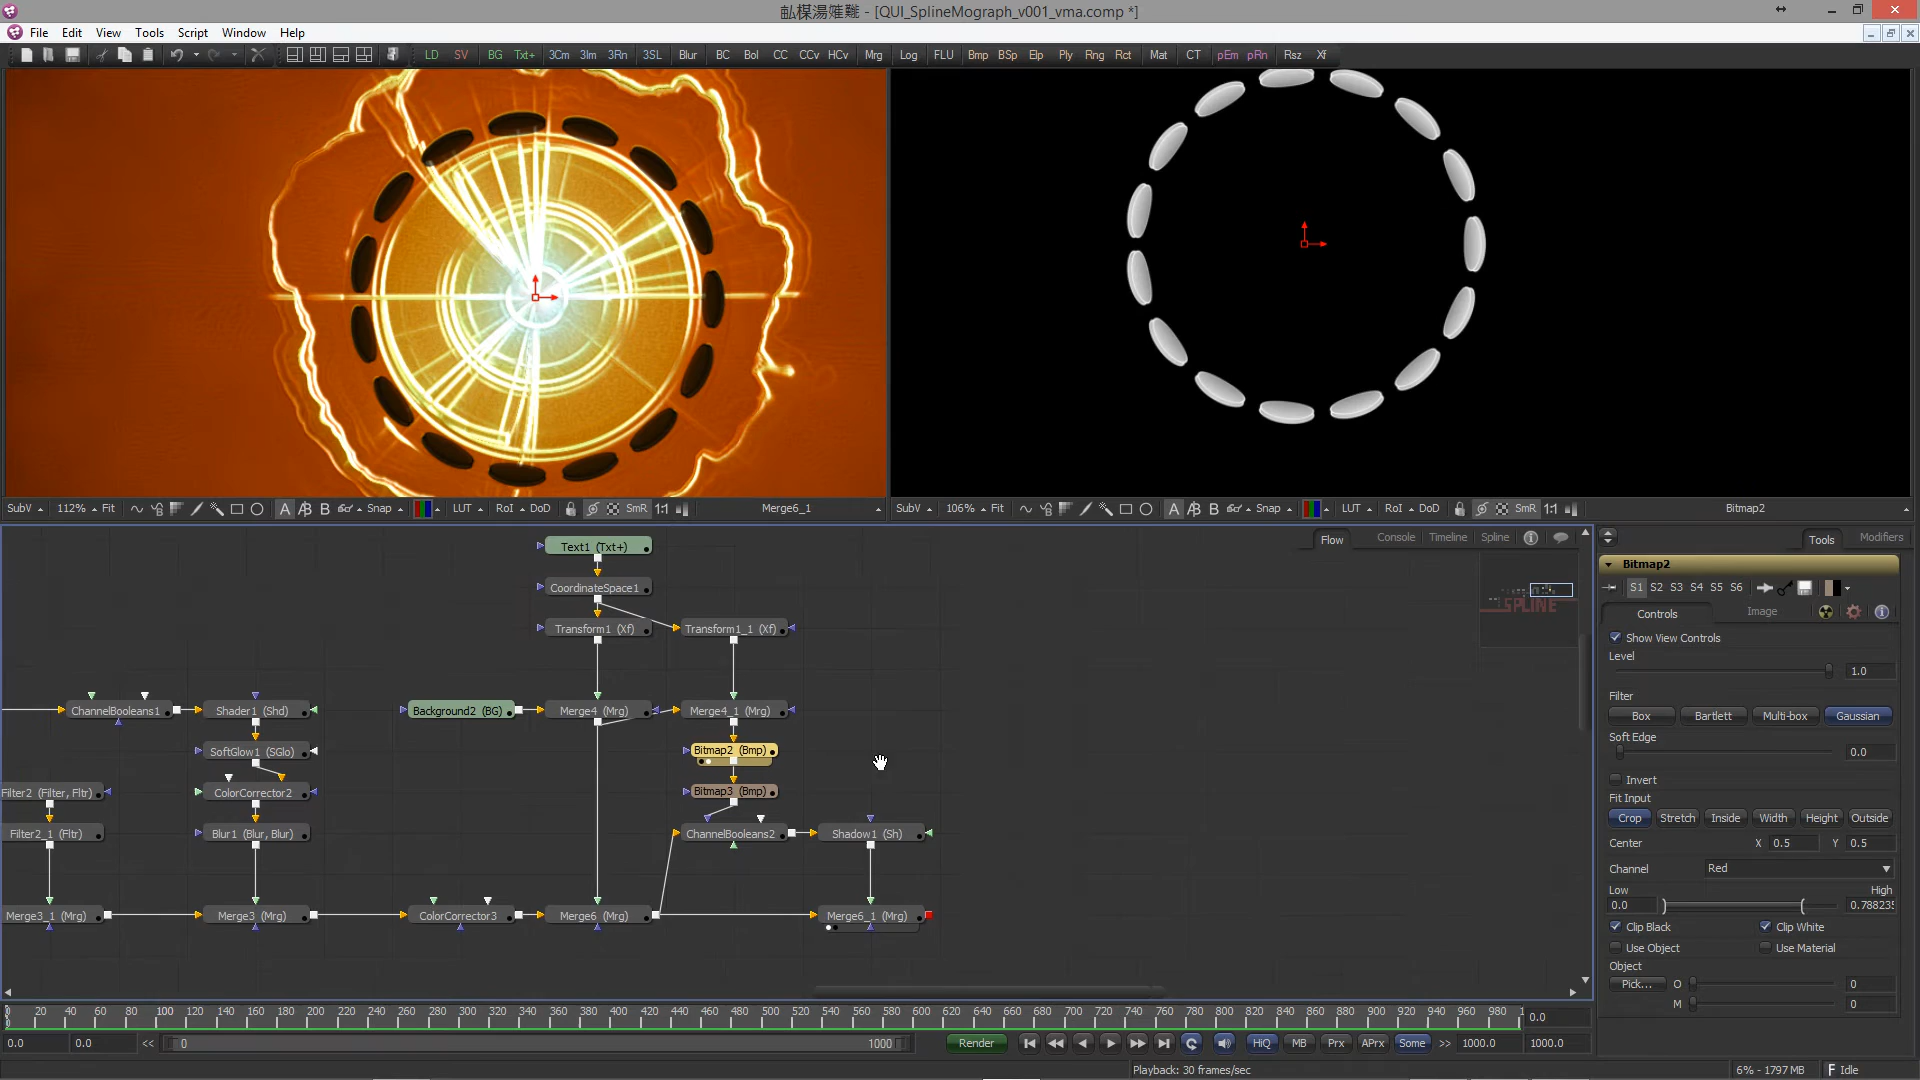 - [QUI_SplineMograph_v001_vma.comp *]
File Edit View Tools Script Window Help
LD SV BG Txt+ 3Cm 3Im 3Rn 3SL Blur BC Bol CC CCv HCv Mrg Log FLU Bmp BSp Elp Ply Rng Rct Mat CT pEm pRn Rsz Xf
SubV 112% Fit A B Snap LUT RoI DoD SmR 1:1 Merge6_1
SubV 106% Fit A B Snap LUT RoI DoD SmR 1:1 Bitmap2
Flow Console Timeline Spline
Text1 (Txt+)
CoordinateSpace1
Transform1 (Xf) Transform1_1 (Xf)
ChannelBooleans1 Shader1 (Shd) Background2 (BG) Merge4 (Mrg) Merge4_1 (Mrg)
SoftGlow1 (SGlo) Bitmap2 (Bmp)
Filter2 (Filter, Fltr) ColorCorrector2 Bitmap3 (Bmp)
Filter2_1 (Fltr) Blur1 (Blur, Blur) ChannelBooleans2 Shadow1 (Sh)
Merge3_1 (Mrg) Merge3 (Mrg) ColorCorrector3 Merge6 (Mrg) Merge6_1 (Mrg)
SPLINE
Tools Modifiers
Bitmap2
S1 S2 S3 S4 S5 S6
Controls Image
Show View Controls
Level
1.0
Filter
Box Bartlett Multi-box Gaussian
Soft Edge
0.0
Invert
Fit Input
Crop Stretch Inside Width Height Outside
Center X 0.5 Y 0.5
Channel Red
Low High
0.0 0.788235
Clip Black Clip White
Use Object Use Material
Object
Pick... O 0
M 0
0 20 40 60 80 100 120 140 160 180 200 220 240 260 280 300 320 340 360 380 400 420 440 460 480 500 520 540 560 580 600 620 640 660 680 700 720 740 760 780 800 820 840 860 880 900 920 940 960 980 0.0
0.0 0.0 << 0 1000 Render HiQ MB Prx APrx Some >> 1000.0 1000.0
Playback: 30 frames/sec 6% - 1797 MB F Idle